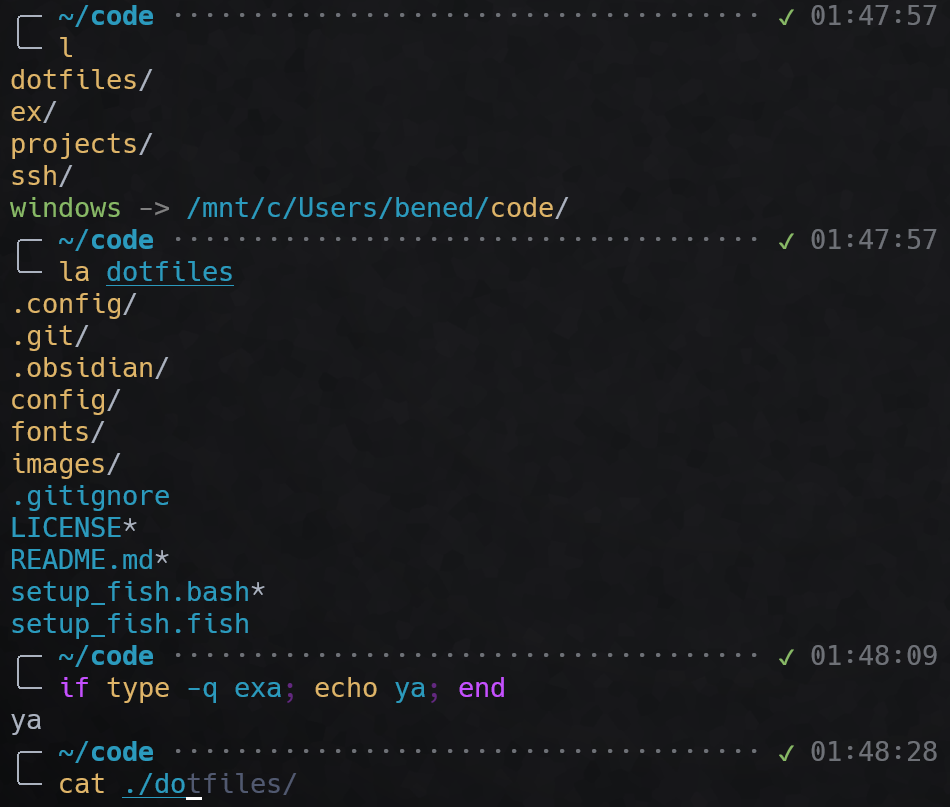 ~/code ····································· ✓ 01:47:57
l
dotfiles/
ex/
projects/
ssh/
windows -> /mnt/c/Users/bened/code/
~/code ····································· ✓ 01:47:57
la dotfiles
.config/
.git/
.obsidian/
config/
fonts/
images/
.gitignore
LICENSE*
README.md*
setup_fish.bash*
setup_fish.fish
~/code ····································· ✓ 01:48:09
if type -q exa; echo ya; end
ya
~/code ····································· ✓ 01:48:28
cat ./dotfiles/